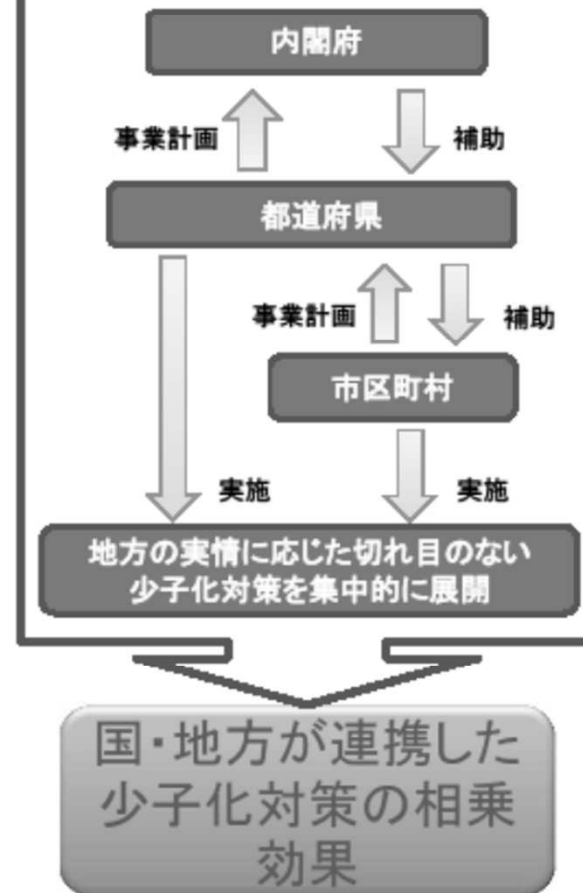 内閣府
事業計画
補助
都道府県
事業計画
補助
市区町村
実施
実施
地方の実情に応じた切れ目のない
少子化対策を集中的に展開
国・地方が連携した
少子化対策の相乗
効果